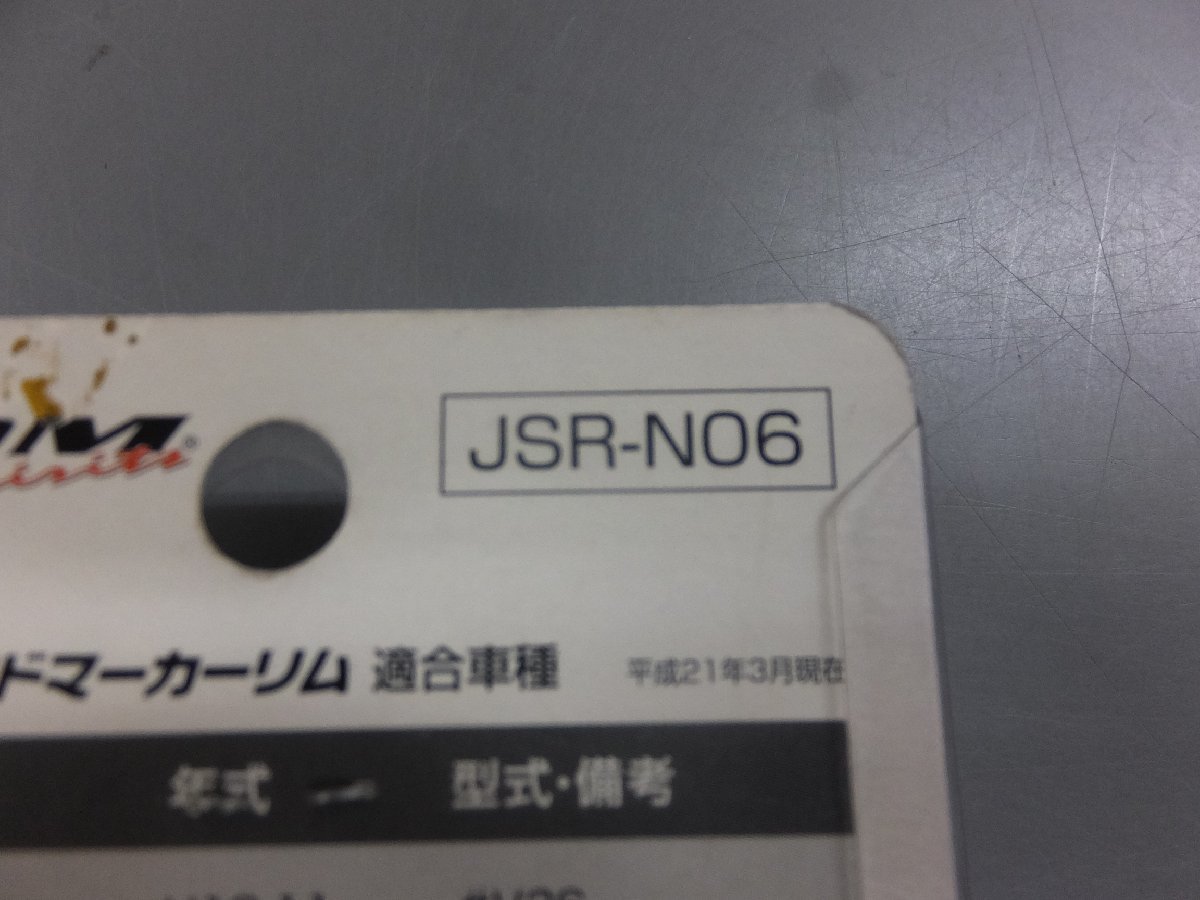 JSR-N06
ドマーカーリム 適合車種 平成21年3月現在
年式 型式・備考